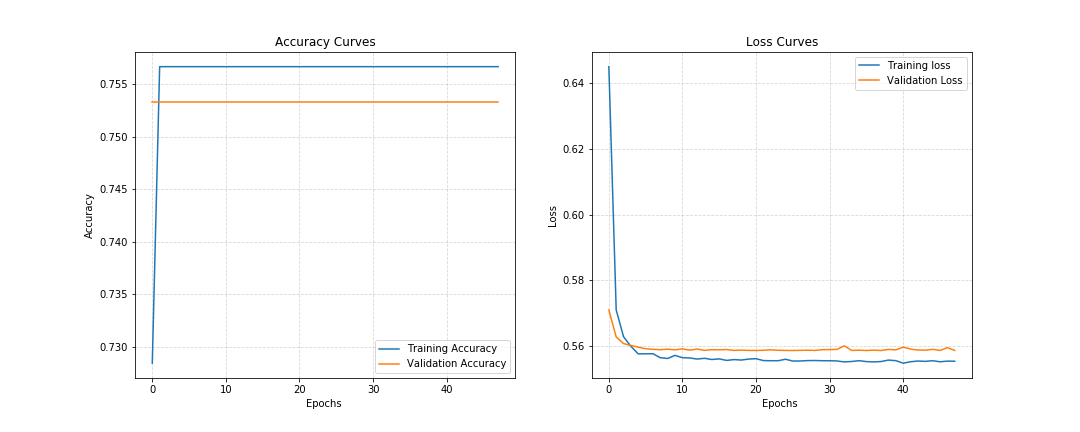 Accuracy Curves
0.755
0.750
0.745
0.740
0.735
0.730
Accuracy
0 10 20 30 40
Epochs
Training Accuracy
Validation Accuracy
Loss Curves
0.64
0.62
0.60
0.58
0.56
Loss
0 10 20 30 40
Epochs
Training loss
Validation Loss